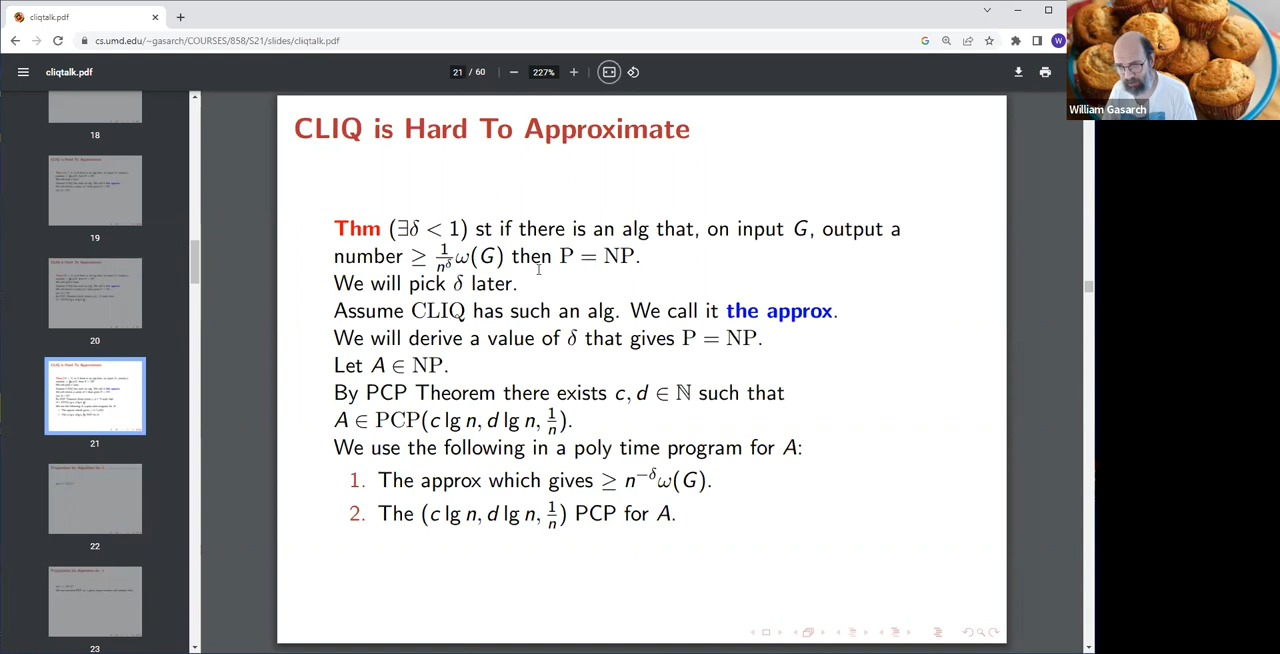 cliqtalk.pdf
cs.umd.edu/~gasarch/COURSES/858/S21/slides/cliqtalk.pdf
W
cliqtalk.pdf
21 / 60
227%
William Gasarch
18
19
20
21
22
23
CLIQ is Hard To Approximate
Thm (∃δ < 1) st if there is an alg that, on input G, output a
number ≥ 1/n^δ ω(G) then P = NP.
We will pick δ later.
Assume CLIQ has such an alg. We call it the approx.
We will derive a value of δ that gives P = NP.
Let A ∈ NP.
By PCP Theorem there exists c, d ∈ ℕ such that
A ∈ PCP(c lg n, d lg n, 1/n).
We use the following in a poly time program for A:
1. The approx which gives ≥ n^−δ ω(G).
2. The (c lg n, d lg n, 1/n) PCP for A.